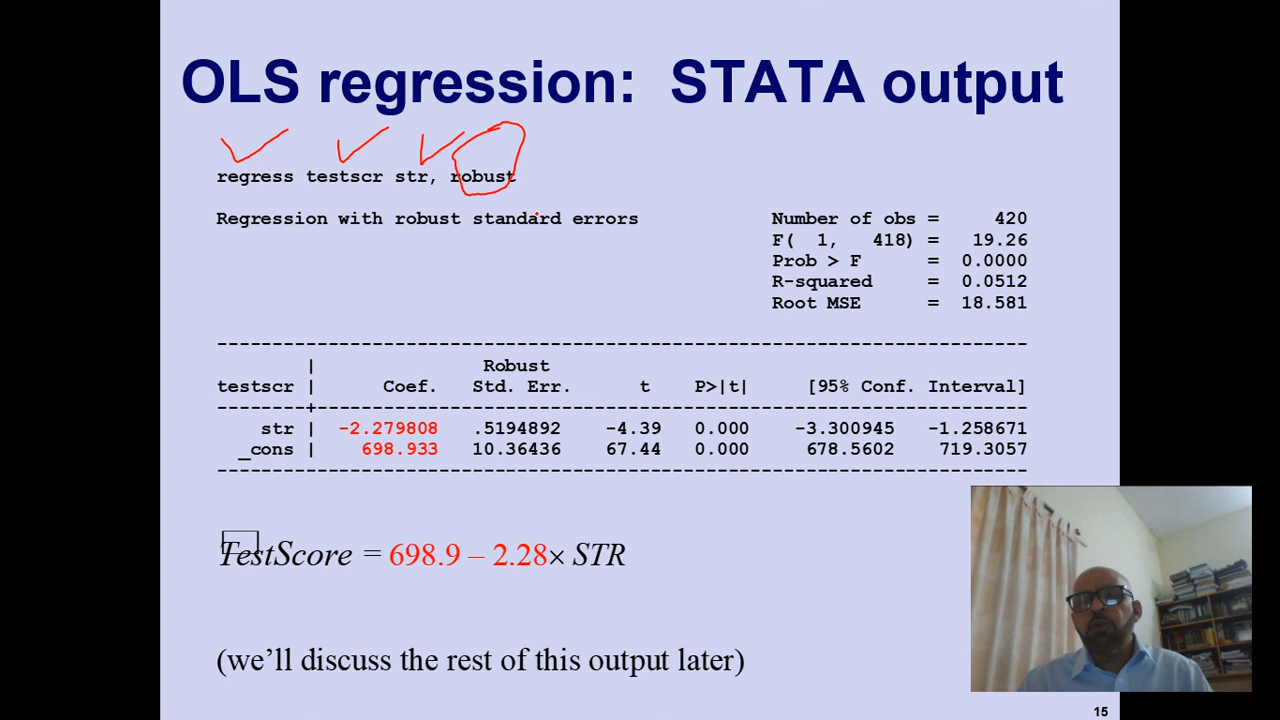 OLS regression: STATA output
regress testscr str, robust
Regression with robust standard errors Number of obs = 420
F( 1, 418) = 19.26
Prob > F = 0.0000
R-squared = 0.0512
Root MSE = 18.581
-------------------------------------------------------------------------
| Robust
testscr | Coef. Std. Err. t P>|t| [95% Conf. Interval]
--------+----------------------------------------------------------------
str | -2.279808 .5194892 -4.39 0.000 -3.300945 -1.258671
_cons | 698.933 10.36436 67.44 0.000 678.5602 719.3057
-------------------------------------------------------------------------
TestScore = 698.9 – 2.28× STR
(we’ll discuss the rest of this output later)
15